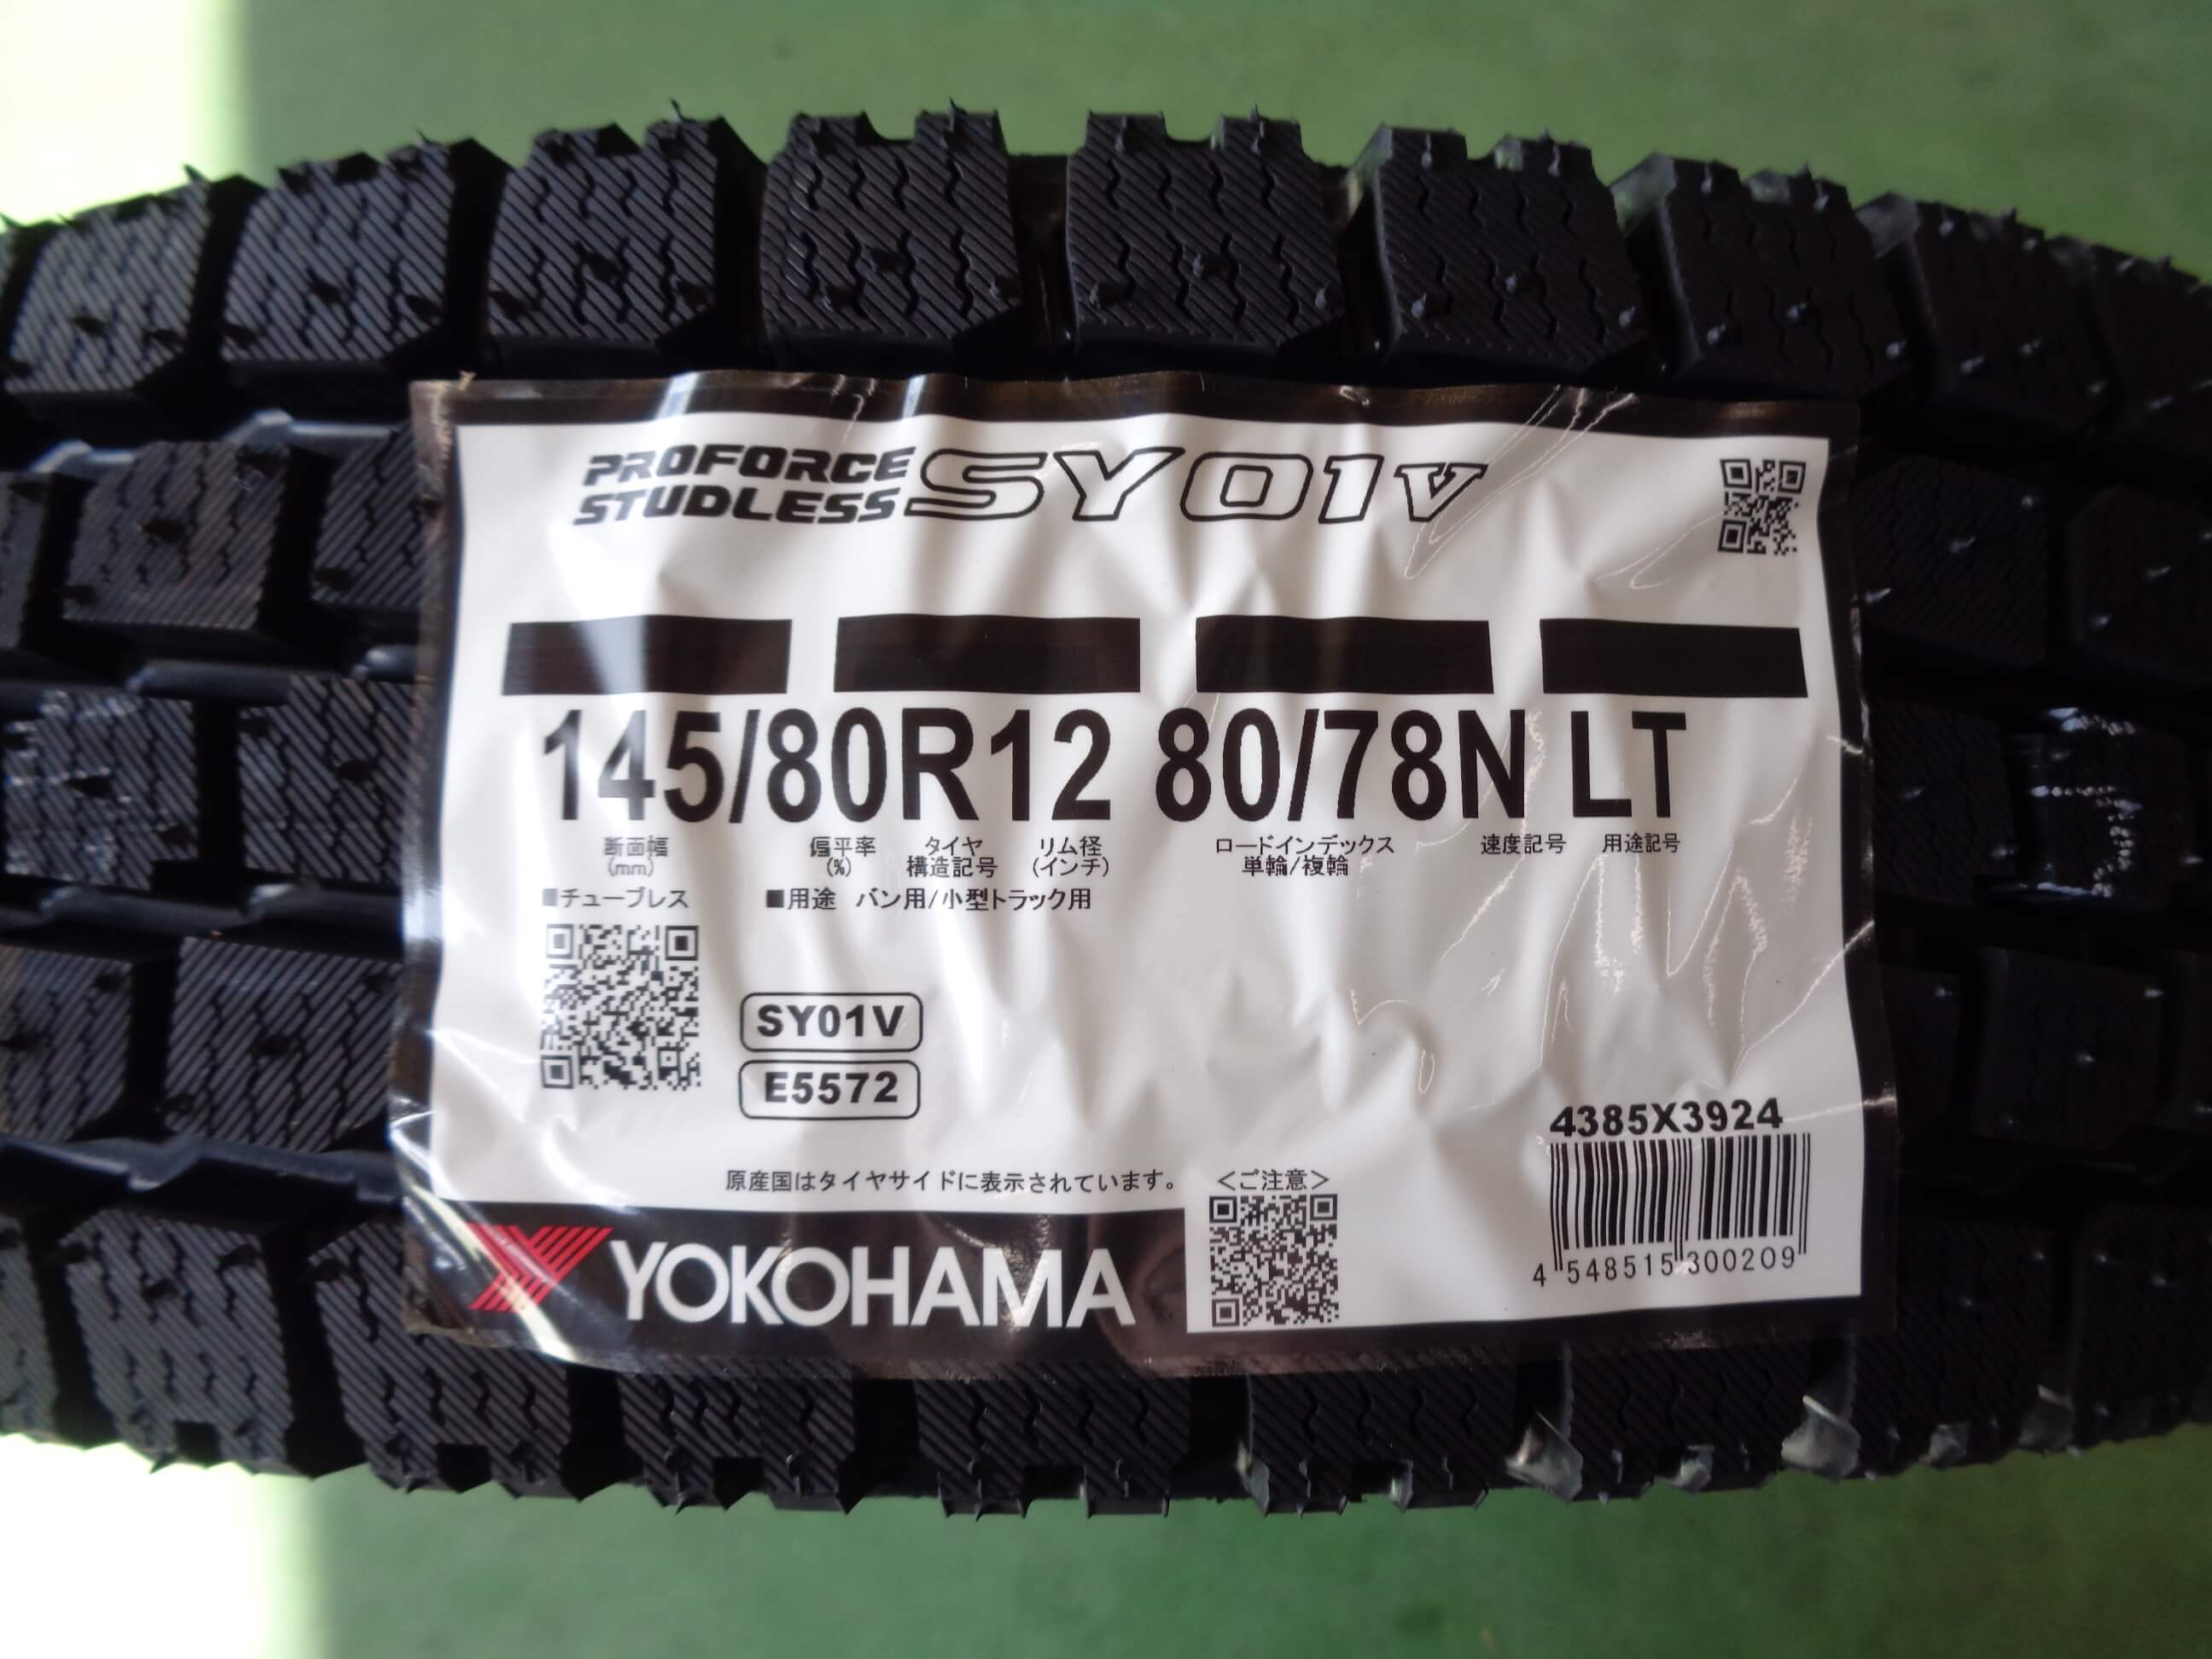 PROFORCE
STUDLESS SY01V
145/80R12 80/78N LT
断面幅 偏平率 タイヤ リム径 ロードインデックス 速度記号 用途記号
(mm) (%) 構造記号 (インチ) 単輪/複輪
■チューブレス ■用途 バン用/小型トラック用
SY01V
E5572
4385X3924
原産国はタイヤサイドに表示されています。 <ご注意>
YOKOHAMA
4 548515 300209